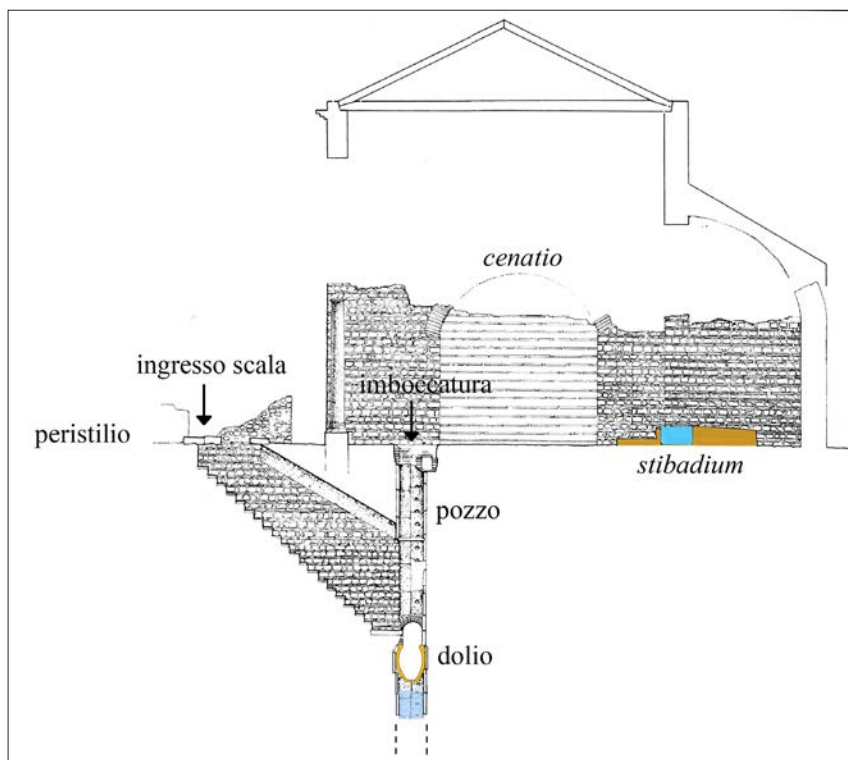 cenatio
ingresso scala
imboccatura
peristilio
stibadium
pozzo
dolio